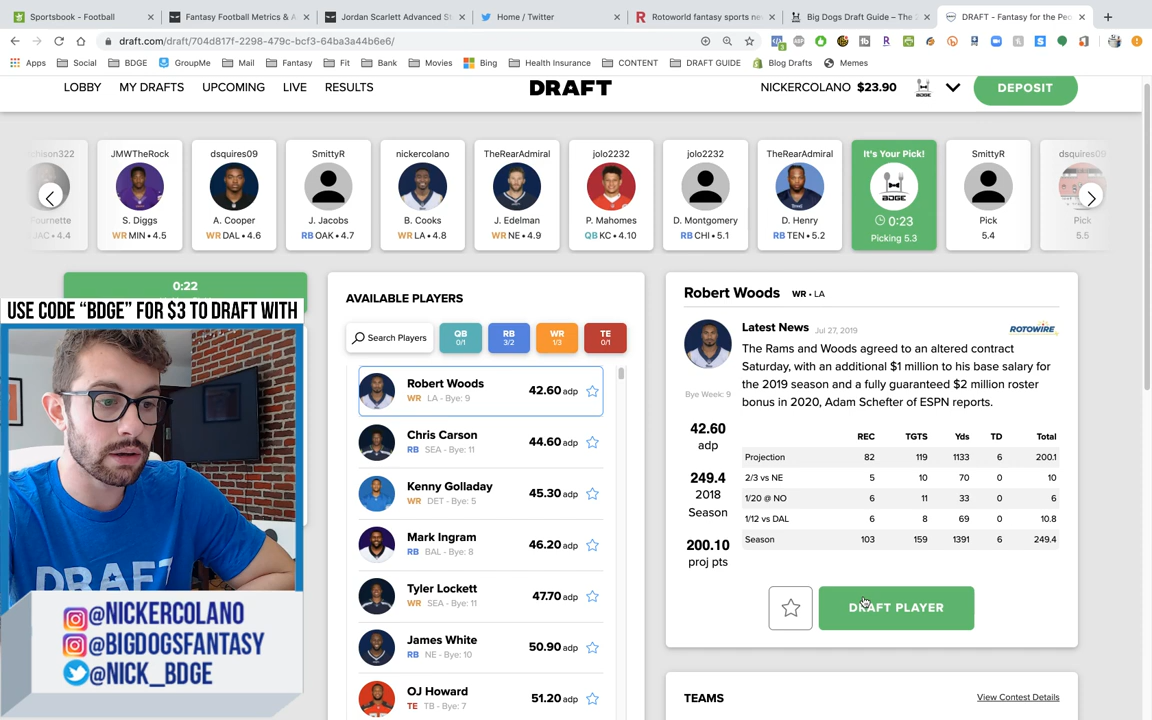 Sportsbook - Football
Fantasy Football Metrics & A
Jordan Scarlett Advanced St
Home / Twitter
Rotoworld fantasy sports ne
Big Dogs Draft Guide – The 2
DRAFT - Fantasy for the Peo
draft.com/draft/704d817f-2298-479c-bcf3-64ba3a44b6e6/
Apps
Social
BDGE
GroupMe
Mail
Fantasy
Fit
Bank
Movies
Bing
Health Insurance
CONTENT
DRAFT GUIDE
Blog Drafts
Memes
LOBBY
MY DRAFTS
UPCOMING
LIVE
RESULTS
DRAFT
NICKERCOLANO $23.90
BDGE
DEPOSIT
chison322
Fournette
JAC • 4.4
JMWTheRock
S. Diggs
WR MIN • 4.5
dsquires09
A. Cooper
WR DAL • 4.6
SmittyR
J. Jacobs
RB OAK • 4.7
nickercolano
B. Cooks
WR LA • 4.8
TheRearAdmiral
J. Edelman
WR NE • 4.9
jolo2232
P. Mahomes
QB KC • 4.10
jolo2232
D. Montgomery
RB CHI • 5.1
TheRearAdmiral
D. Henry
RB TEN • 5.2
It's Your Pick!
BDGE
0:23
Picking 5.3
SmittyR
Pick
5.4
dsquires09
Pick
5.5
0:22
USE CODE "BDGE" FOR $3 TO DRAFT WITH
DRAFT
@NICKERCOLANO
@BIGDOGSFANTASY
@NICK_BDGE
AVAILABLE PLAYERS
Search Players
QB
0/1
RB
3/2
WR
1/3
TE
0/1
Robert Woods
WR LA - Bye: 9
42.60 adp
Chris Carson
RB SEA - Bye: 11
44.60 adp
Kenny Golladay
WR DET - Bye: 5
45.30 adp
Mark Ingram
RB BAL - Bye: 8
46.20 adp
Tyler Lockett
WR SEA - Bye: 11
47.70 adp
James White
RB NE - Bye: 10
50.90 adp
OJ Howard
TE TB - Bye: 7
51.20 adp
Robert Woods WR • LA
Latest News Jul 27, 2019
ROTOWIRE
The Rams and Woods agreed to an altered contract
Saturday, with an additional $1 million to his base salary for
the 2019 season and a fully guaranteed $2 million roster
bonus in 2020, Adam Schefter of ESPN reports.
Bye Week: 9
42.60
adp
249.4
2018
Season
200.10
proj pts
REC TGTS Yds TD Total
Projection 82 119 1133 6 200.1
2/3 vs NE 5 10 70 0 10
1/20 @ NO 6 11 33 0 6
1/12 vs DAL 6 8 69 0 10.8
Season 103 159 1391 6 249.4
DRAFT PLAYER
TEAMS
View Contest Details